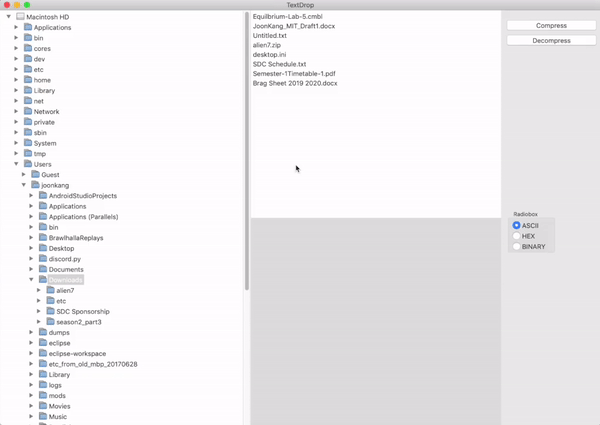 TextDrop
Macintosh HD
Applications
bin
cores
dev
etc
home
Library
net
Network
private
sbin
System
tmp
Users
Guest
joonkang
AndroidStudioProjects
Applications
Applications (Parallels)
bin
BrawlhallaReplays
Desktop
discord.py
Documents
Downloads
alien7
etc
SDC Sponsorship
season2_part3
dumps
eclipse
eclipse-workspace
etc_from_old_mbp_20170628
Library
logs
mods
Movies
Music
Equilbrium-Lab-5.cmbl
JoonKang_MIT_Draft1.docx
Untitled.txt
alien7.zip
desktop.ini
SDC Schedule.txt
Semester-1Timetable-1.pdf
Brag Sheet 2019 2020.docx
Compress
Decompress
Radiobox
ASCII
HEX
BINARY